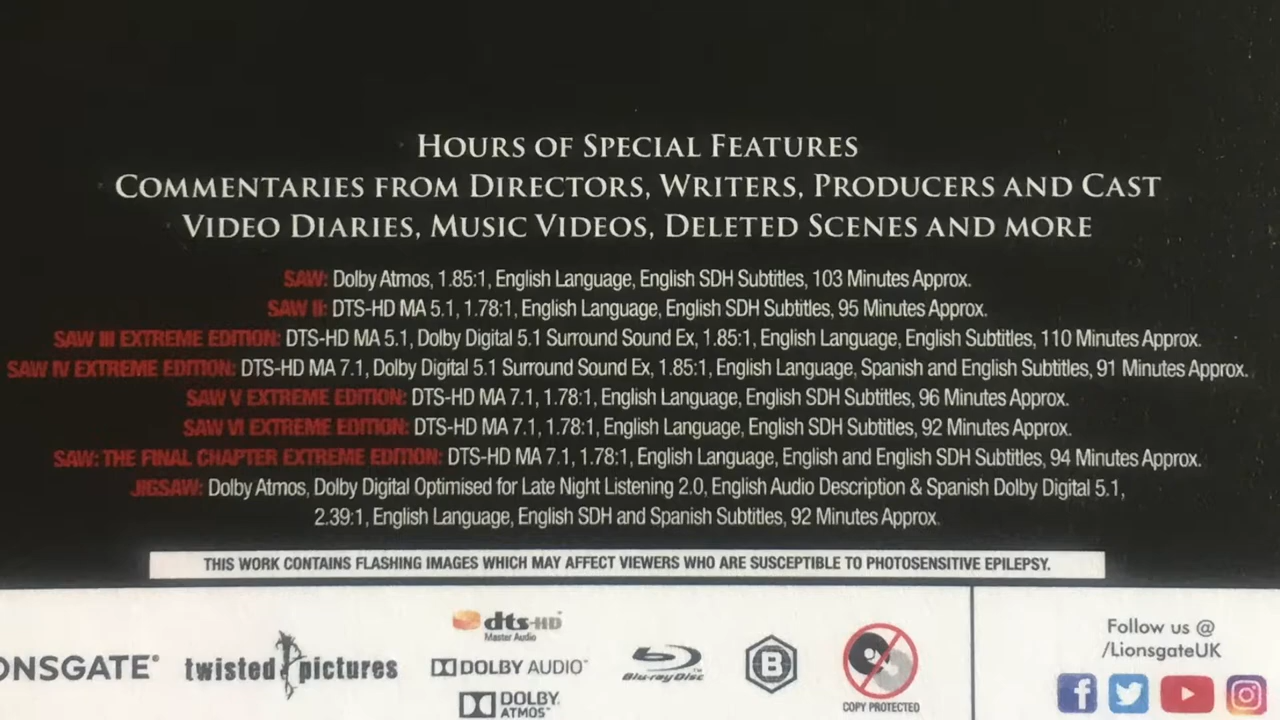 HOURS OF SPECIAL FEATURES
COMMENTARIES FROM DIRECTORS, WRITERS, PRODUCERS AND CAST
VIDEO DIARIES, MUSIC VIDEOS, DELETED SCENES AND MORE
SAW: Dolby Atmos, 1.85:1, English Language, English SDH Subtitles, 103 Minutes Approx.
SAW II: DTS-HD MA 5.1, 1.78:1, English Language, English SDH Subtitles, 95 Minutes Approx.
SAW III EXTREME EDITION: DTS-HD MA 5.1, Dolby Digital 5.1 Surround Sound Ex, 1.85:1, English Language, English Subtitles, 110 Minutes Approx.
SAW IV EXTREME EDITION: DTS-HD MA 7.1, Dolby Digital 5.1 Surround Sound Ex, 1.85:1, English Language, Spanish and English Subtitles, 91 Minutes Approx.
SAW V EXTREME EDITION: DTS-HD MA 7.1, 1.78:1, English Language, English SDH Subtitles, 96 Minutes Approx.
SAW VI EXTREME EDITION: DTS-HD MA 7.1, 1.78:1, English Language, English SDH Subtitles, 92 Minutes Approx.
SAW: THE FINAL CHAPTER EXTREME EDITION: DTS-HD MA 7.1, 1.78:1, English Language, English and English SDH Subtitles, 94 Minutes Approx.
JIGSAW: Dolby Atmos, Dolby Digital Optimised for Late Night Listening 2.0, English Audio Description & Spanish Dolby Digital 5.1,
2.39:1, English Language, English SDH and Spanish Subtitles, 92 Minutes Approx.
THIS WORK CONTAINS FLASHING IMAGES WHICH MAY AFFECT VIEWERS WHO ARE SUSCEPTIBLE TO PHOTOSENSITIVE EPILEPSY.
ONSGATE®
twisted pictures
dts-HD
Master Audio
DOLBY AUDIO™
DOLBY
ATMOS™
Blu-ray Disc™
B
COPY PROTECTED
Follow us @
/LionsgateUK